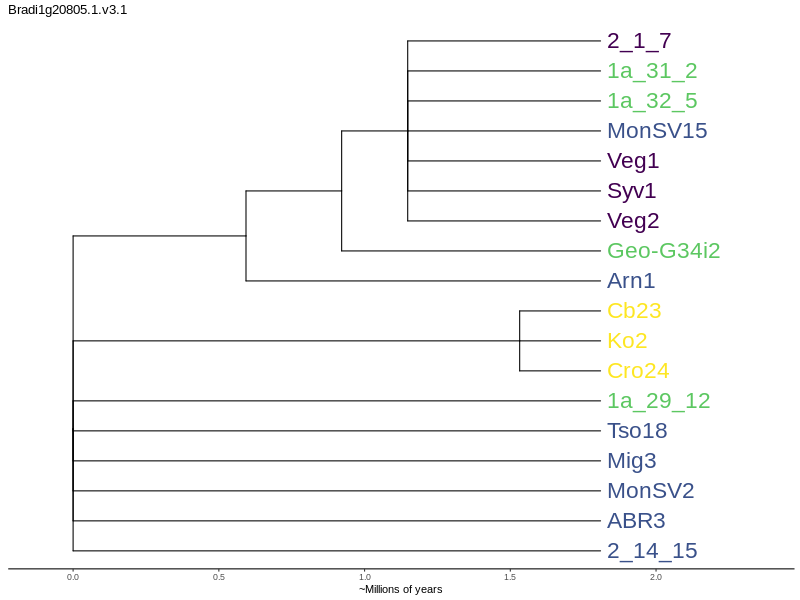 Bradi1g20805.1.v3.1
2_1_7
1a_31_2
1a_32_5
MonSV15
Veg1
Syv1
Veg2
Geo-G34i2
Arn1
Cb23
Ko2
Cro24
1a_29_12
Tso18
Mig3
MonSV2
ABR3
2_14_15
0.0 0.5 1.0 1.5 2.0
~Millions of years